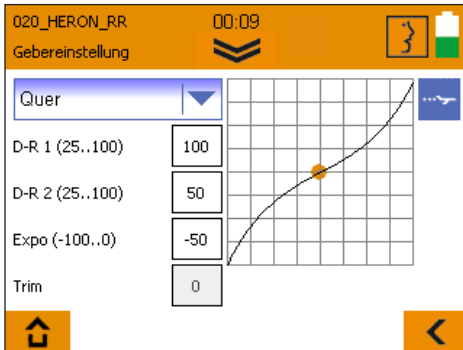 020_HERON_RR 00:09
Gebereinstellung
Quer
D-R 1 (25..100) 100
D-R 2 (25..100) 50
Expo (-100..0) -50
Trim 0